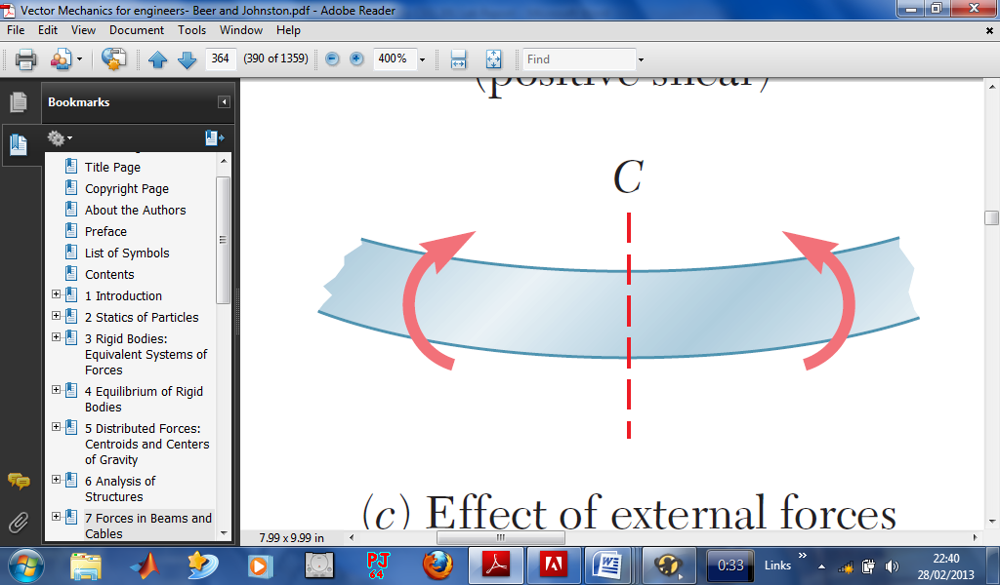 Vector Mechanics for engineers- Beer and Johnston.pdf - Adobe Reader
File Edit View Document Tools Window Help
364 (390 of 1359) 400% Find
(positive shear)
Bookmarks
Title Page
Copyright Page
About the Authors
Preface
List of Symbols
Contents
1 Introduction
2 Statics of Particles
3 Rigid Bodies:
Equivalent Systems of
Forces
4 Equilibrium of Rigid
Bodies
5 Distributed Forces:
Centroids and Centers
of Gravity
6 Analysis of
Structures
7 Forces in Beams and
Cables
C
(c) Effect of external forces
7.99 x 9.99 in
PJ
64
0:33
Links
22:40
28/02/2013